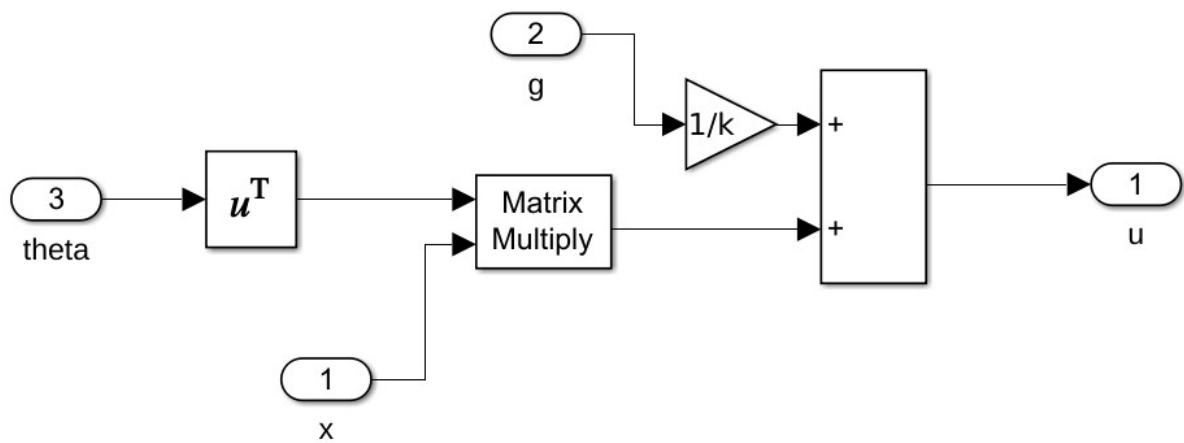 2
g
1/k
+
3
theta
u^T
Matrix
Multiply
+
1
u
1
x